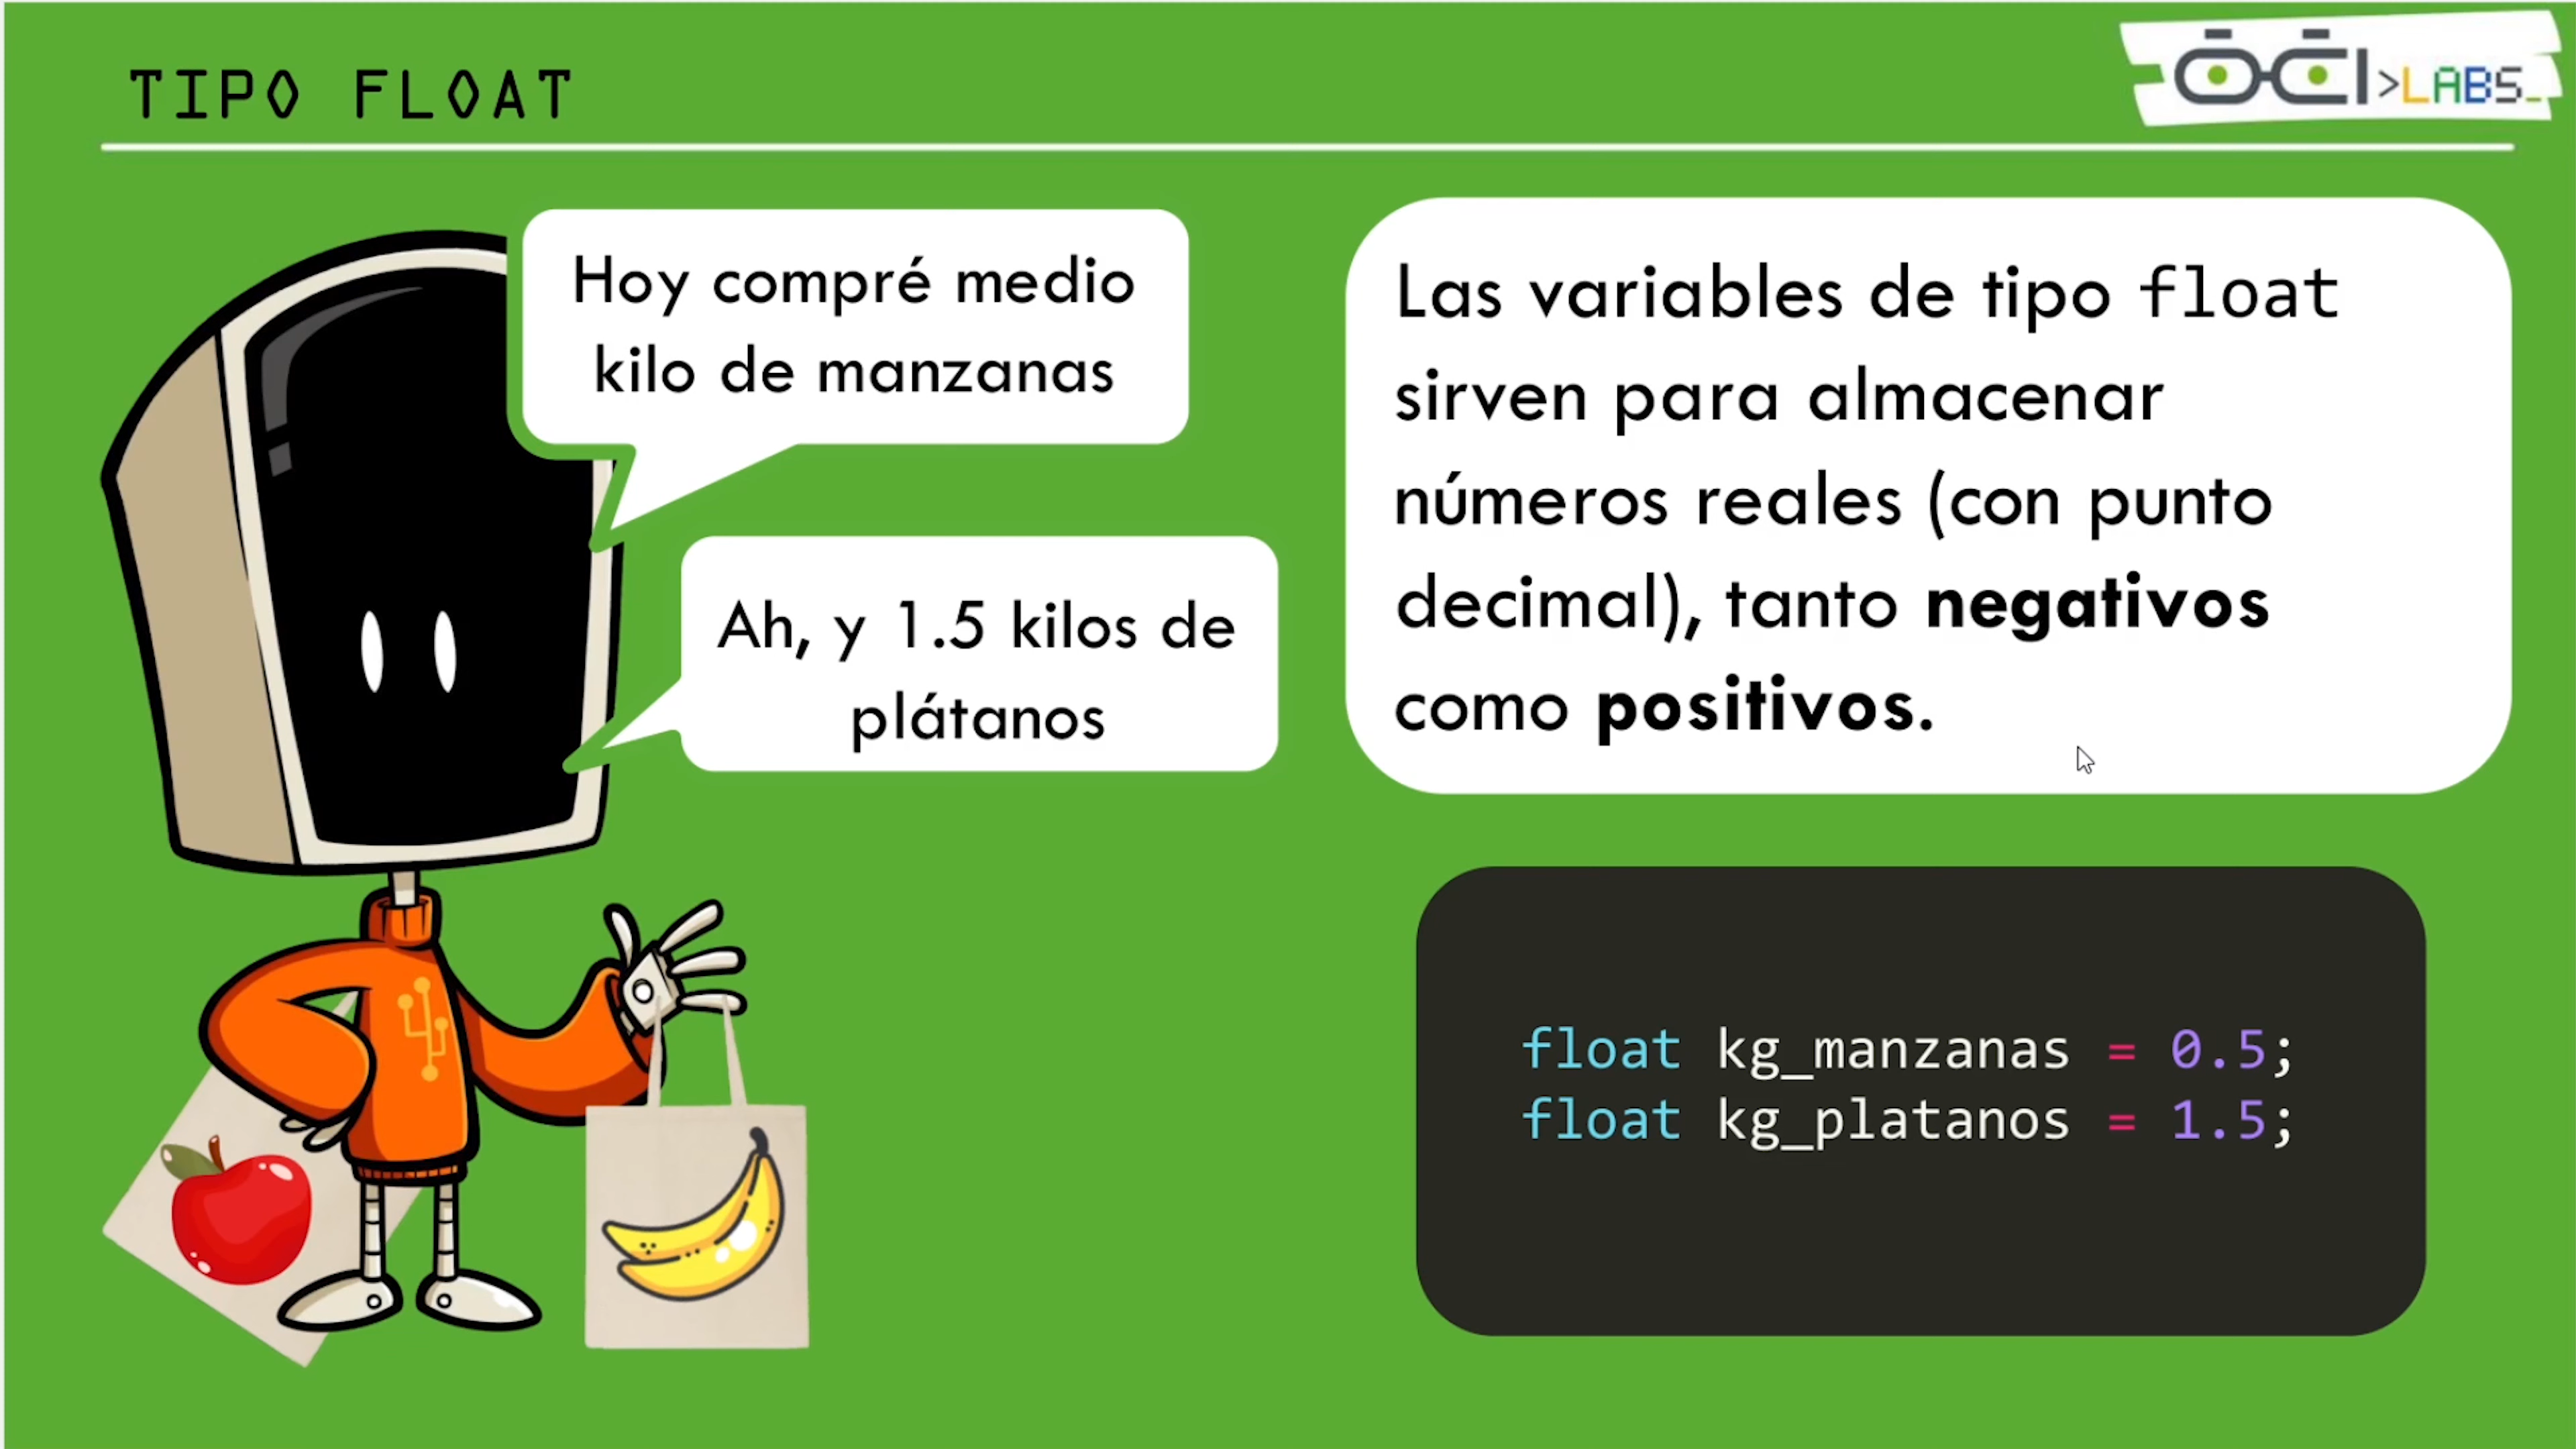 TIPO FLOAT
OCI>LABS_
Hoy compré medio
kilo de manzanas
Ah, y 1.5 kilos de
plátanos
Las variables de tipo float
sirven para almacenar
números reales (con punto
decimal), tanto negativos
como positivos.
float kg_manzanas = 0.5;
float kg_platanos = 1.5;